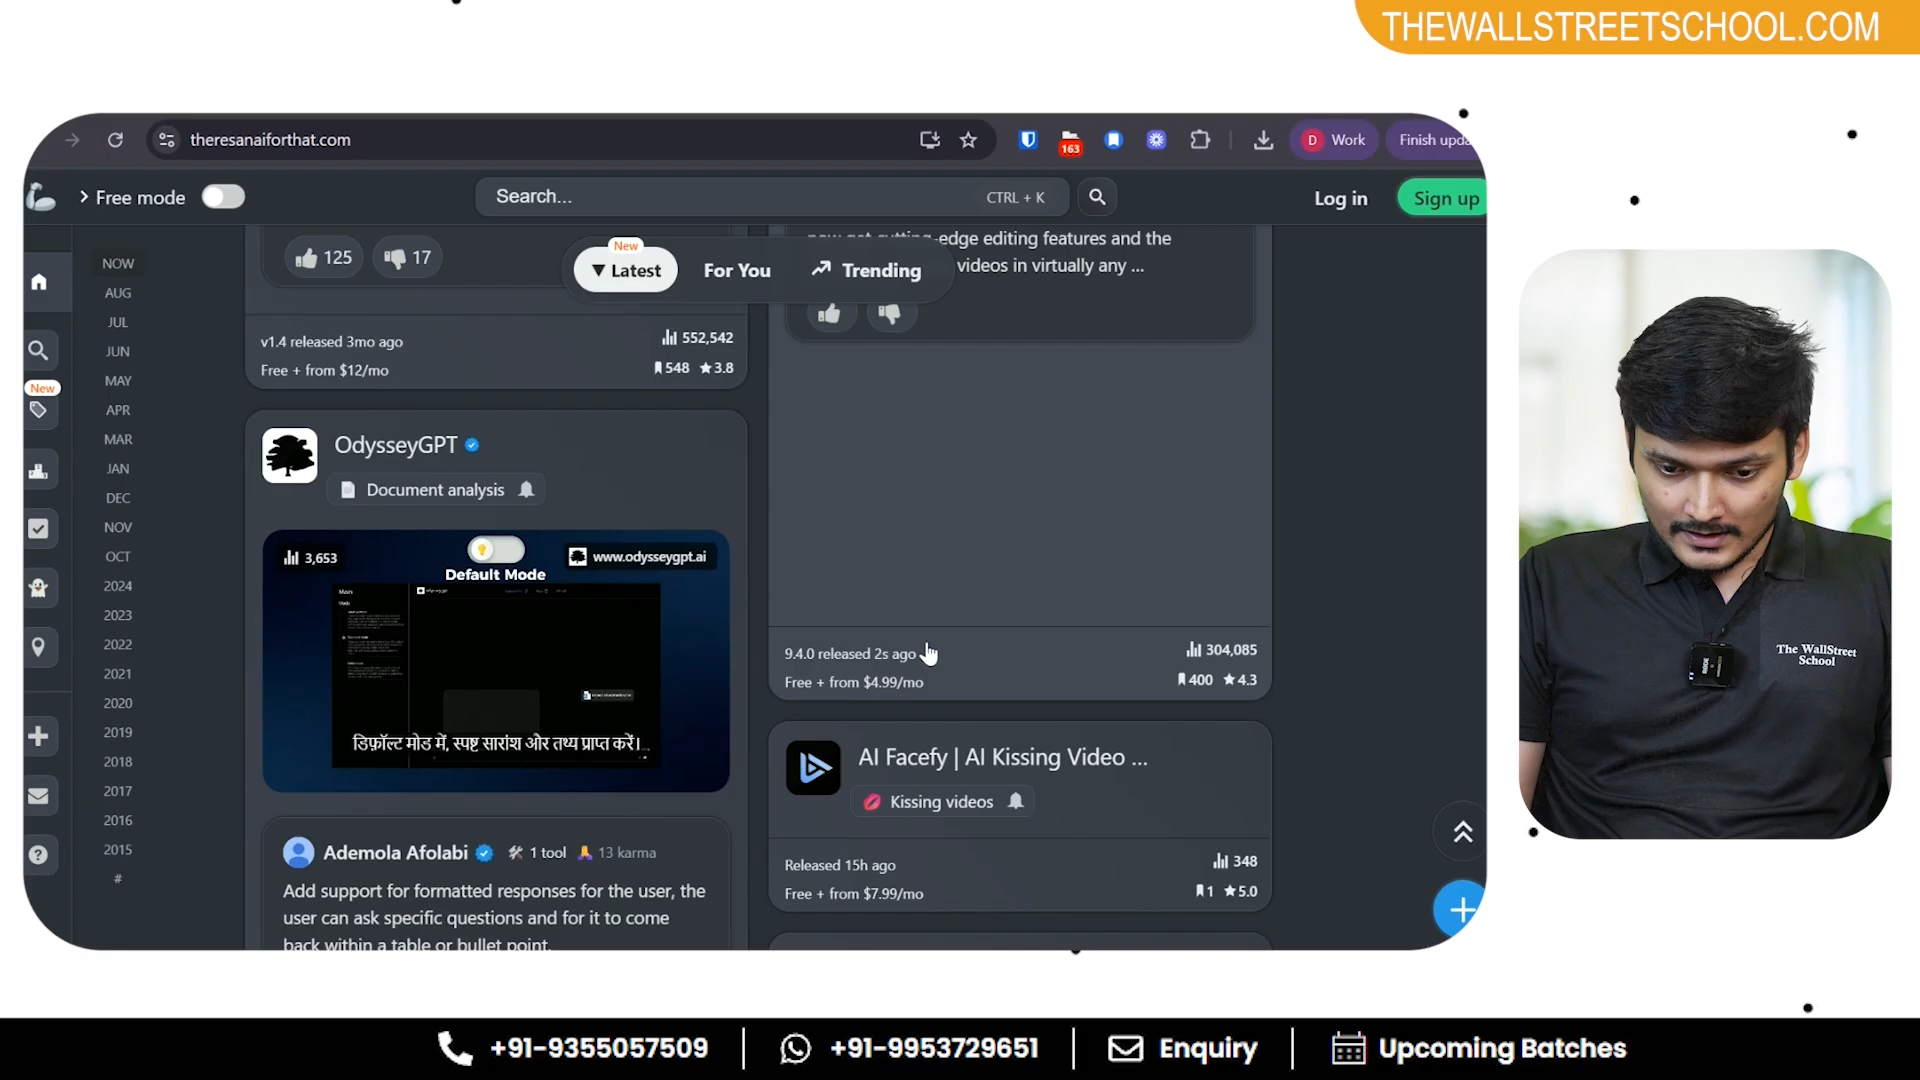 THEWALLSTREETSCHOOL.COM
theresanaiforthat.com
163
D Work
Free mode
Search...
CTRL + K
Log in
Sign up
New
Latest
For You
Trending
NOW
AUG
JUL
JUN
MAY
APR
MAR
JAN
DEC
NOV
OCT
2024
2023
2022
2021
2020
2019
2018
2017
2016
2015
#
New
125
17
v1.4 released 3mo ago
552,542
Free + from $12/mo
548
3.8
OdysseyGPT
Document analysis
3,653
Default Mode
www.odysseygpt.ai
डिफ़ॉल्ट मोड में, स्पष्ट सारांश और तथ्य प्राप्त करें।
Ademola Afolabi
1 tool
13 karma
Add support for formatted responses for the user, the
user can ask specific questions and for it to come
back within a table or bullet point.
-edge editing features and the
videos in virtually any ...
9.4.0 released 2s ago
304,085
Free + from $4.99/mo
400
4.3
AI Facefy | AI Kissing Video ...
Kissing videos
Released 15h ago
348
Free + from $7.99/mo
1
5.0
The WallStreet
School
+91-9355057509
+91-9953729651
Enquiry
Upcoming Batches